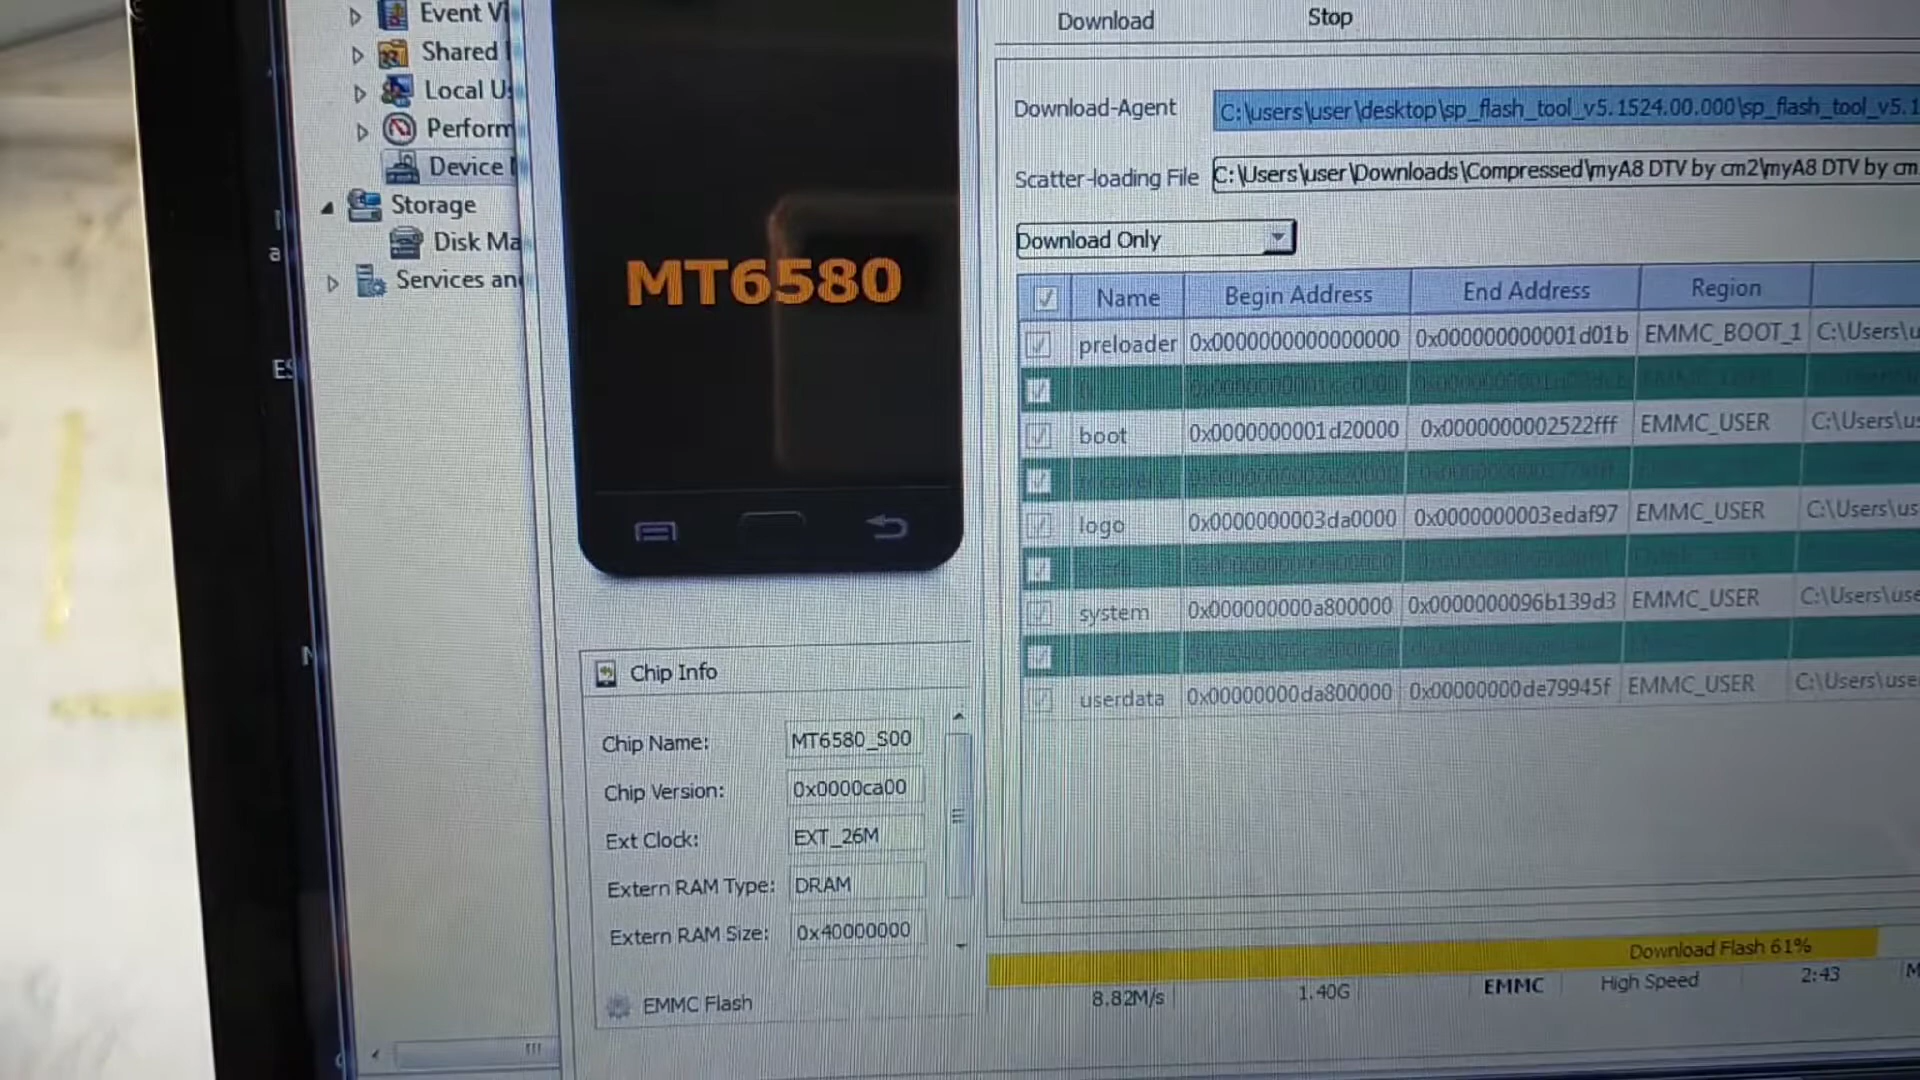 Event Vi
Shared
Local Us
Perform
Device
Storage
Disk Ma
Services an
MT6580
Chip Info
Chip Name: MT6580_S00
Chip Version: 0x0000ca00
Ext Clock: EXT_26M
Extern RAM Type: DRAM
Extern RAM Size: 0x40000000
EMMC Flash
Download Stop
Download-Agent C:\users\user\desktop\sp_flash_tool_v5.1524.00.000\sp_flash_tool_v5.1
Scatter-loading File C:\Users\user\Downloads\Compressed\myA8 DTV by cm2\myA8 DTV by cm
Download Only
Name Begin Address End Address Region
preloader 0x0000000000000000 0x000000000001d01b EMMC_BOOT_1 C:\Users\u
boot 0x0000000001d20000 0x0000000002522fff EMMC_USER C:\Users\us
logo 0x0000000003da0000 0x0000000003edaf97 EMMC_USER C:\Users\us
system 0x000000000a800000 0x0000000096b139d3 EMMC_USER C:\Users\use
userdata 0x00000000da800000 0x00000000de79945f EMMC_USER C:\Users\use
Download Flash 61%
8.82M/s 1.40G EMMC High Speed 2:43